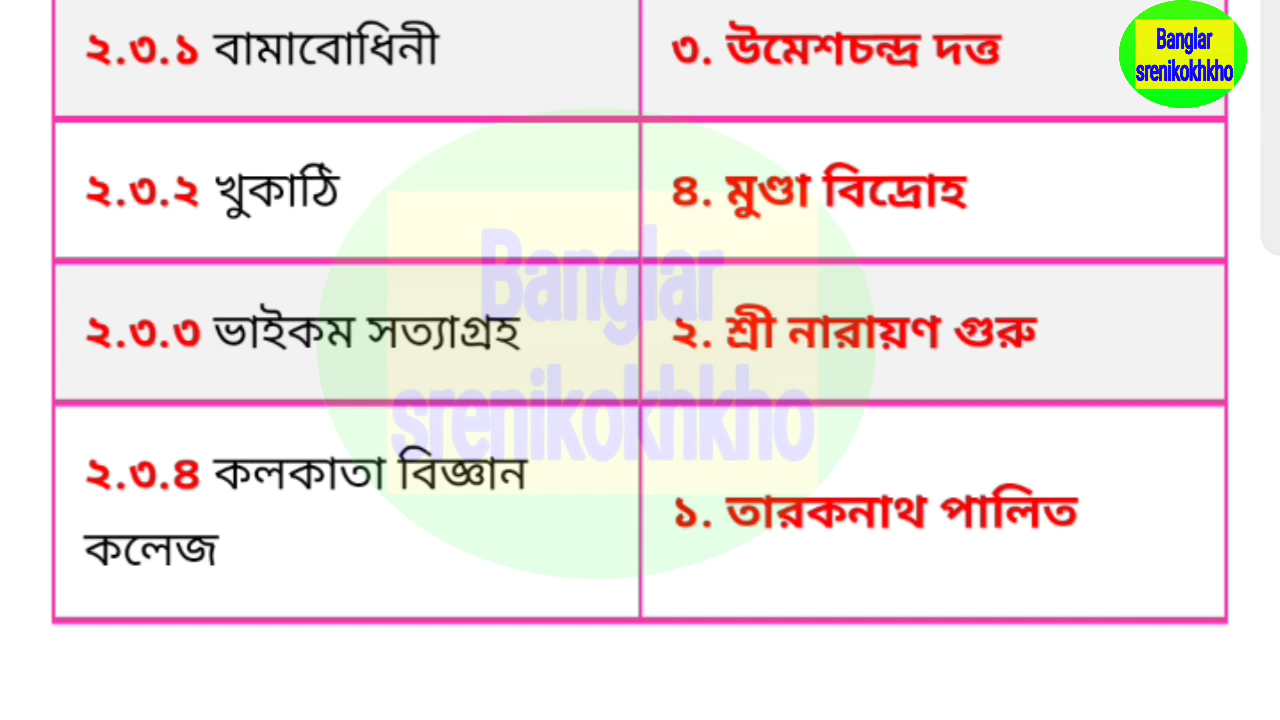 ২.৩.১ বামাবোধিনী
৩. উমেশচন্দ্র দত্ত
Banglar
srenikokhkho
২.৩.২ খুকাঠি
৪. মুণ্ডা বিদ্রোহ
Banglar
srenikokhkho
২.৩.৩ ভাইকম সত্যাগ্রহ
২. শ্রী নারায়ণ গুরু
২.৩.৪ কলকাতা বিজ্ঞান
কলেজ
১. তারকনাথ পালিত